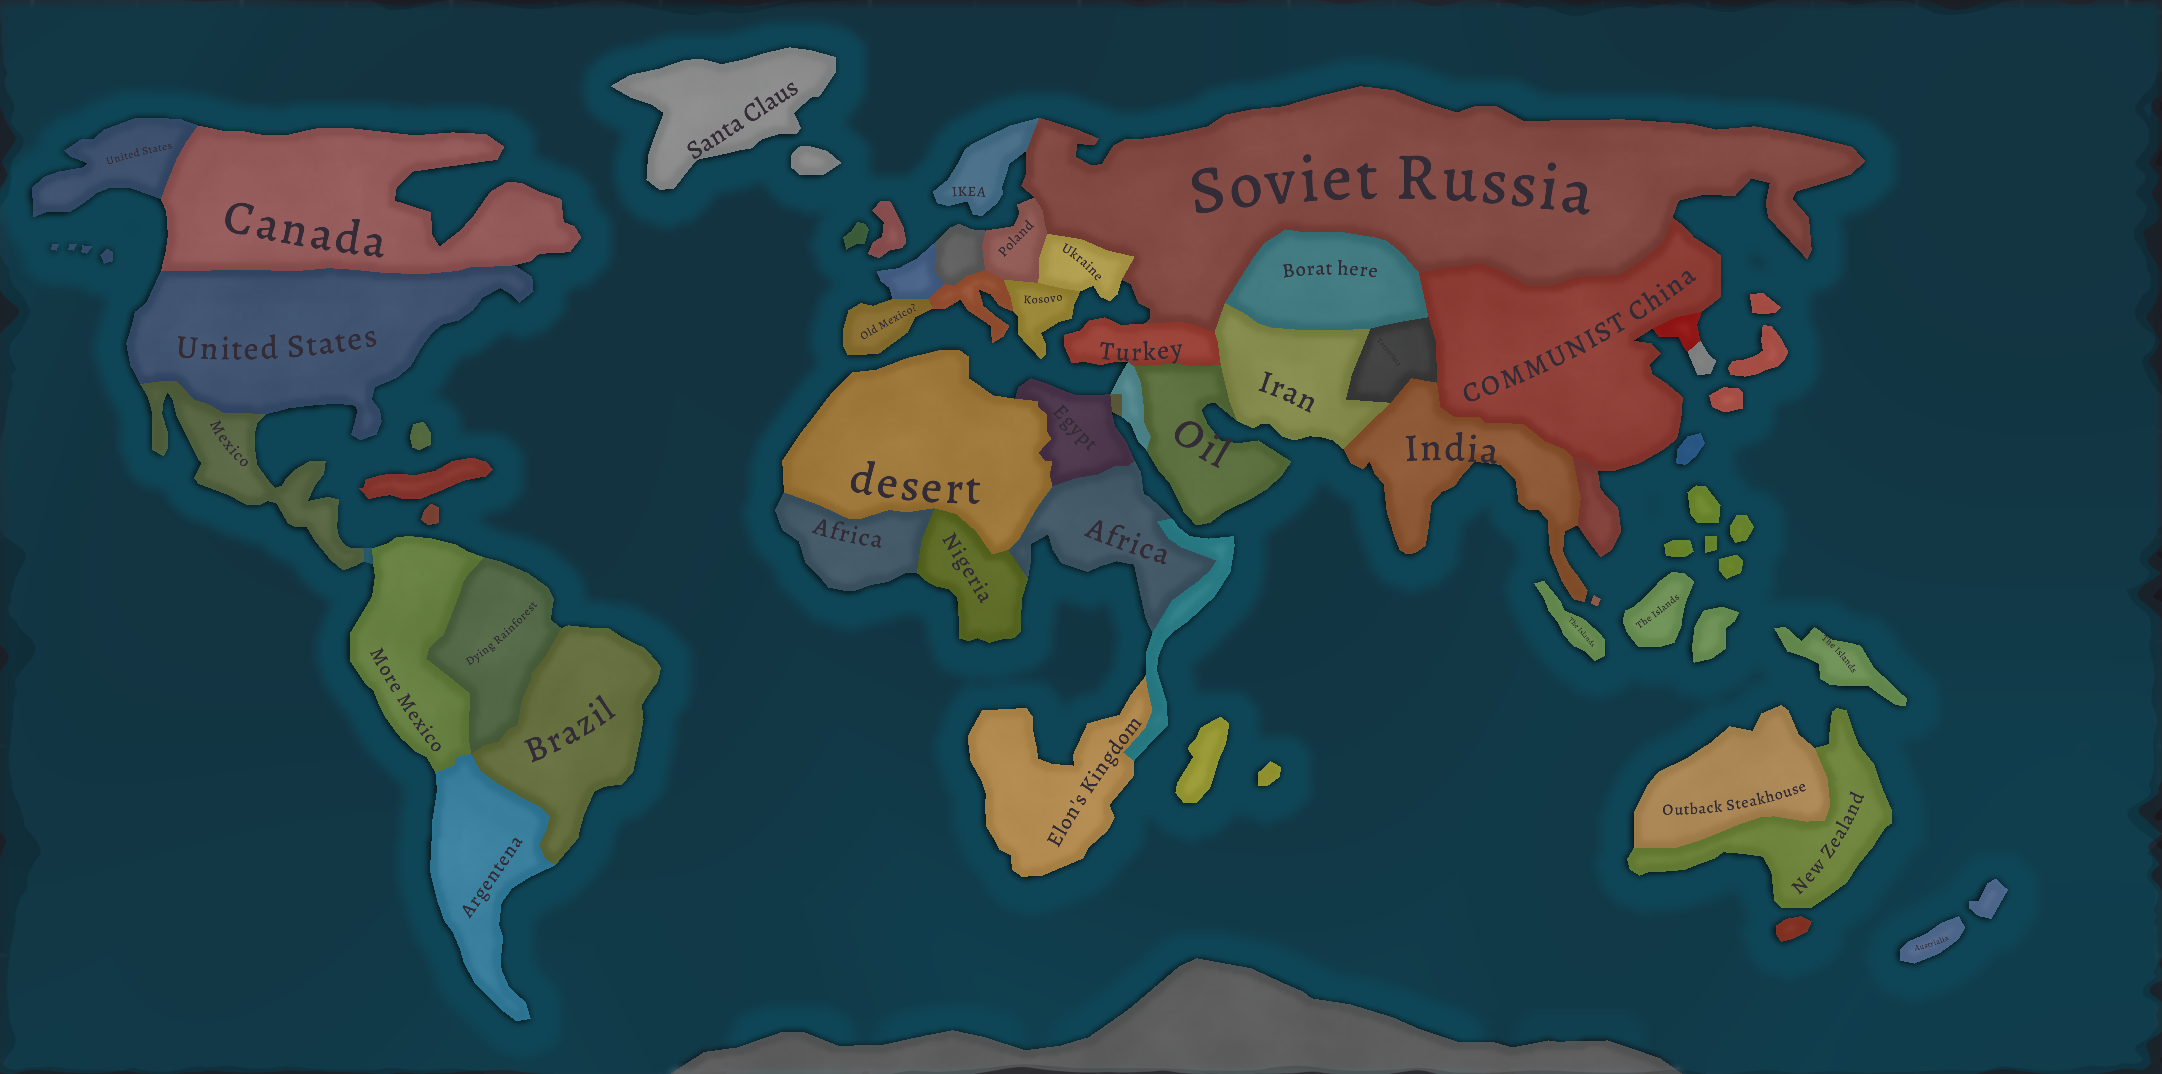 Santa Claus
United States
Canada
United States
Mexico
More Mexico
Dying Rainforest
Brazil
Argentena
IKEA
Soviet Russia
Poland
Ukraine
Kosovo
Old Mexico?
Borat here
Turkey
Iran
COMMUNIST China
India
Oil
Egypt
desert
Africa
Africa
Nigeria
Elon's Kingdom
The Islands
The Islands
The Islands
Outback Steakhouse
New Zealand